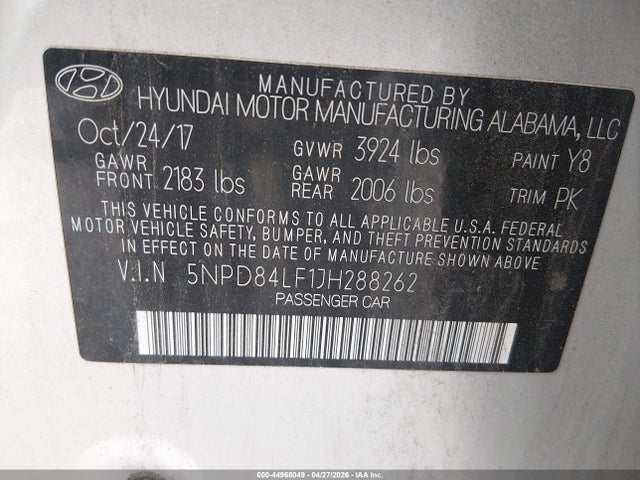 MANUFACTURED BY
HYUNDAI MOTOR MANUFACTURING ALABAMA, LLC
Oct/24/17 GVWR 3924 lbs PAINT Y8
GAWR FRONT 2183 lbs GAWR REAR 2006 lbs TRIM PK
THIS VEHICLE CONFORMS TO ALL APPLICABLE U.S.A. FEDERAL
MOTOR VEHICLE SAFETY, BUMPER, AND THEFT PREVENTION STANDARDS
IN EFFECT ON THE DATE OF MANUFACTURE SHOWN ABOVE
V.I.N 5NPD84LF1JH288262
PASSENGER CAR
000-44968049 - 04/27/2026 - IAA Inc.